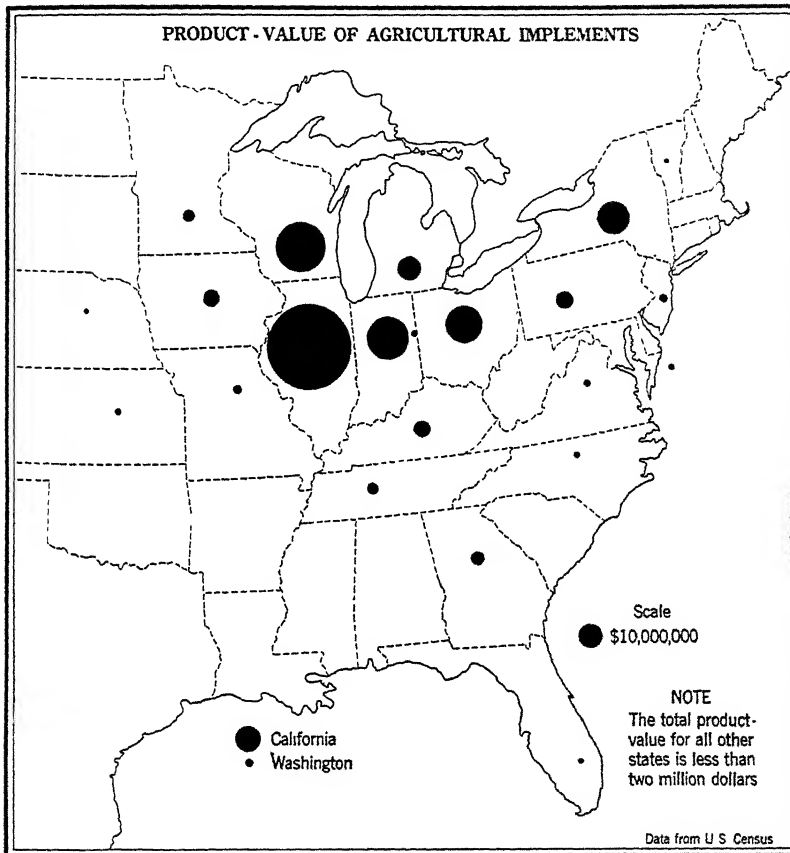 PRODUCT - VALUE OF AGRICULTURAL IMPLEMENTS
Scale
$10,000,000
NOTE
The total product-
value for all other
states is less than
two million dollars
California
Washington
Data from U S Census